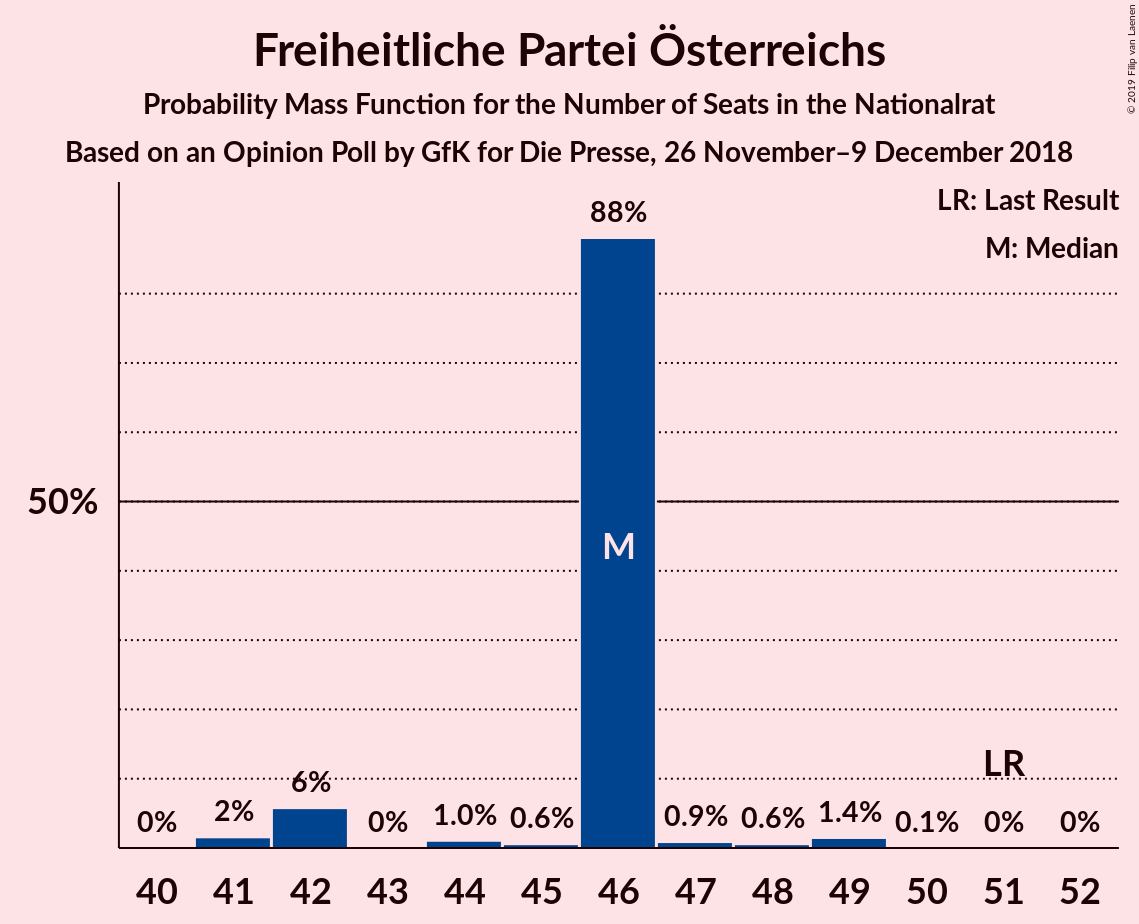 Freiheitliche Partei Österreichs
Probability Mass Function for the Number of Seats in the Nationalrat
Based on an Opinion Poll by GfK for Die Presse, 26 November–9 December 2018
© 2019 Filip van Laenen
LR: Last Result
M: Median
88%
50%
M
LR
0% 2% 6% 0% 1.0% 0.6% 0.9% 0.6% 1.4% 0.1% 0% 0%
40 41 42 43 44 45 46 47 48 49 50 51 52